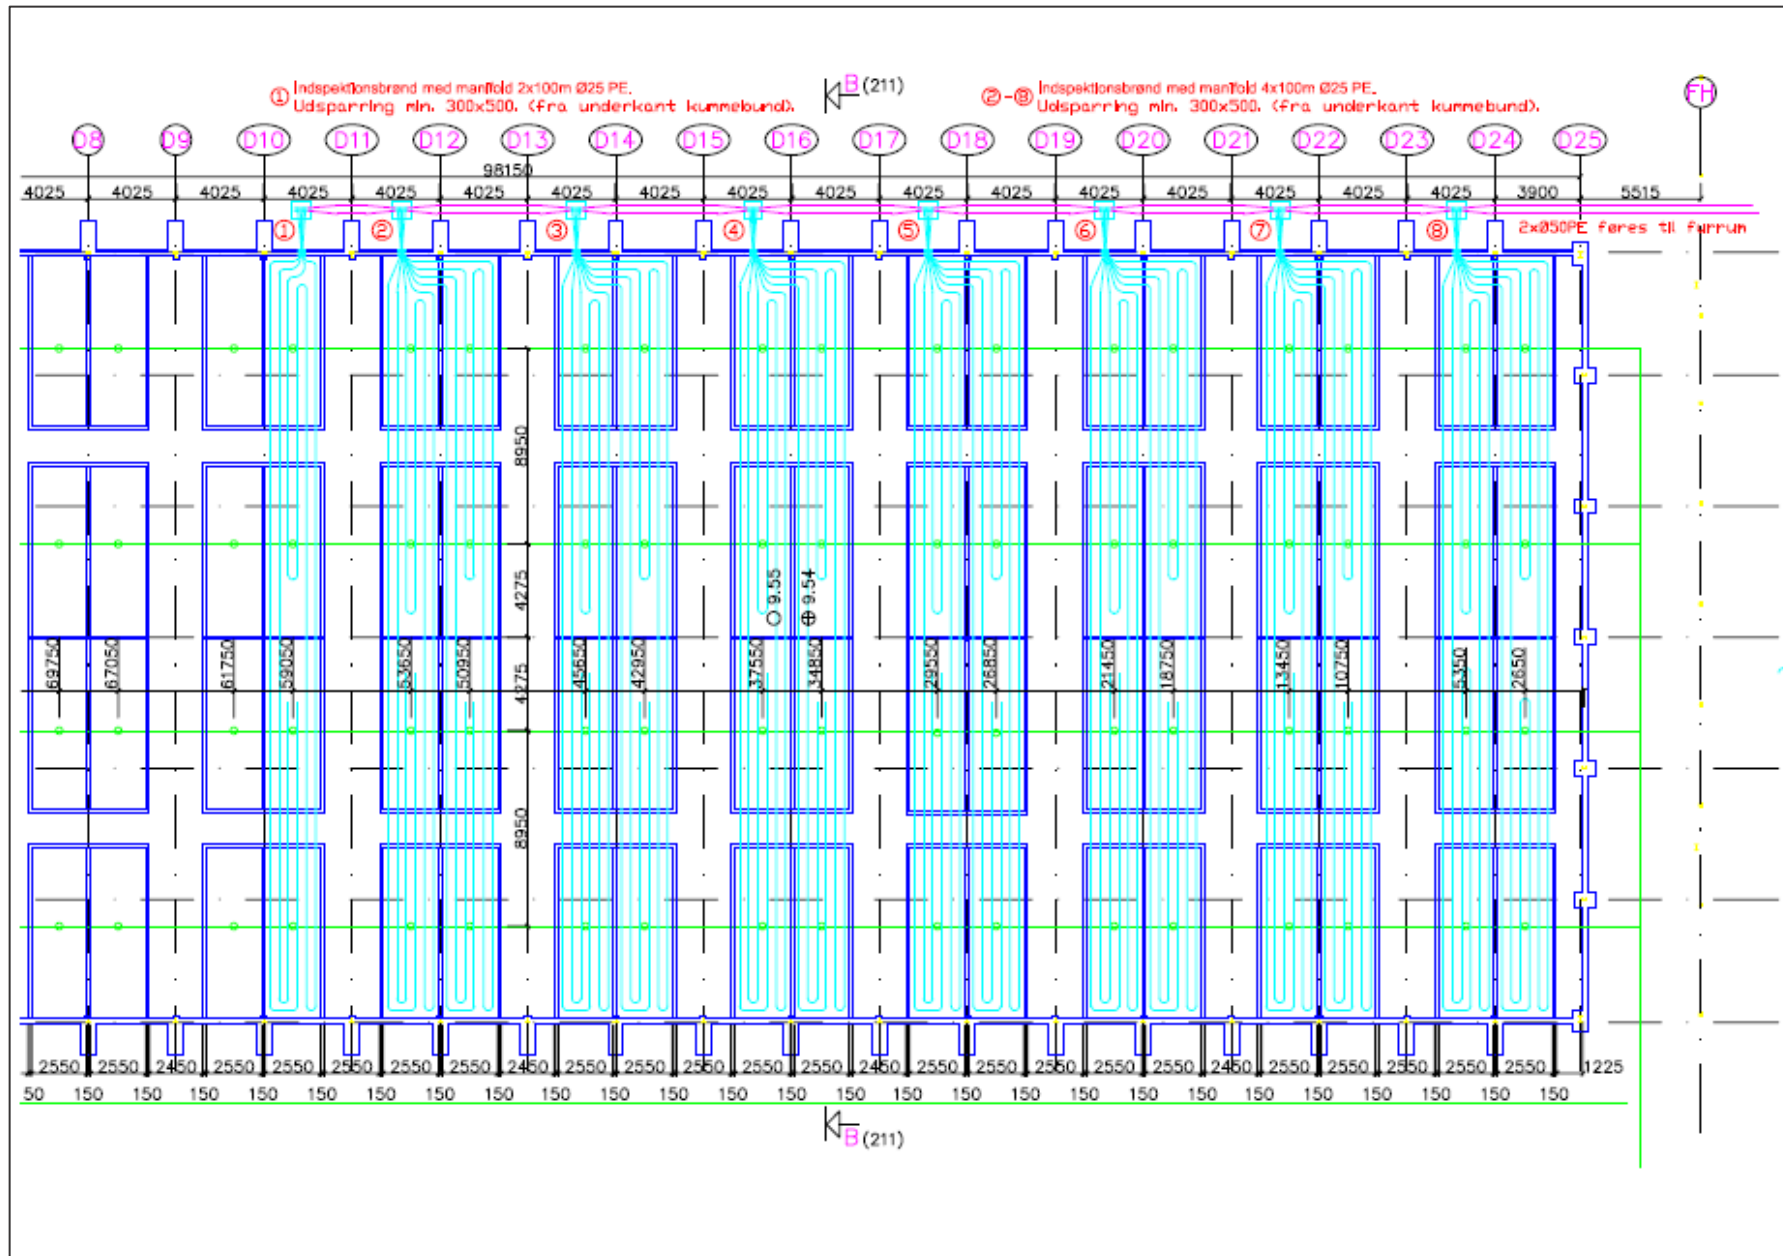 ① Indspektionsbrønd med manifold 2x100m Ø25 PE.
Udsparring min. 300x500. (fra underkant kummebund).
B (211)
②-⑧ Indspektionsbrønd med manifold 4x100m Ø25 PE.
Udsparring min. 300x500. (fra underkant kummebund).
FH
D8 D9 D10 D11 D12 D13 D14 D15 D16 D17 D18 D19 D20 D21 D22 D23 D24 D25
98150
4025 4025 4025 4025 4025 4025 4025 4025 4025 4025 4025 4025 4025 4025 4025 4025 4025 3900 5515
① ② ③ ④ ⑤ ⑥ ⑦ ⑧
2xØ50PE føres til fyrrum
8950
4275
9.55
9.54
69750 67050 61750 59050 53650 50950 45650 42950 37550 34850 29550 26850 21450 18750 13450 10750 5350 2650
4275
8950
2550 2550 2450 2550 2550 2550 2550 2450 2550 2550 2550 2550 2450 2550 2550 2450 2550 2550 2450 2550 2550 2550 2550 2550 1225
50 150 150 150 150 150 150 150 150 150 150 150 150 150 150 150 150 150 150 150 150 150 150 150 150 150 150
B (211)